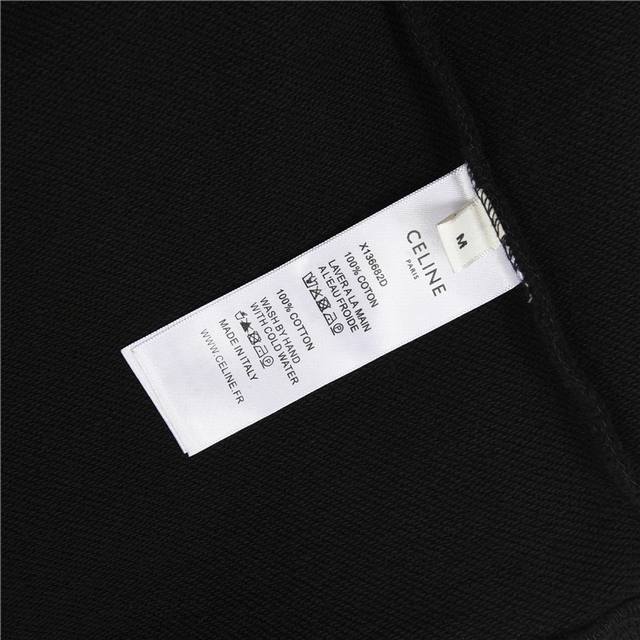 M
CELINE
PARIS
X136682D
100% COTTON
LAVER A LA MAIN
A L'EAU FROIDE
100% COTTON
WASH BY HAND
WITH COLD WATER
MADE IN ITALY
WWW.CELINE.FR